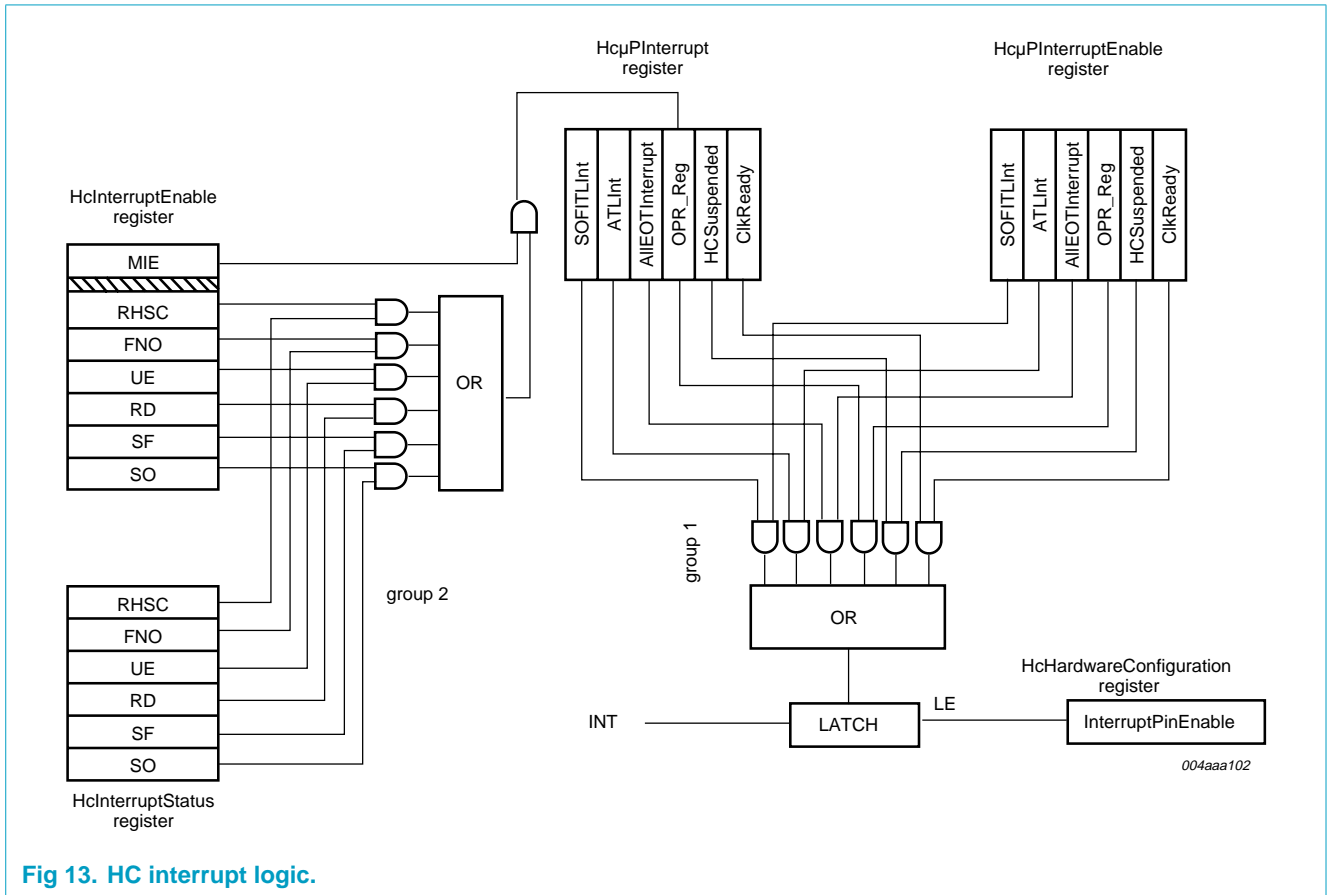 HcµPInterrupt
register
HcµPInterruptEnable
register
SOFITLInt
ATLInt
AllEOTInterrupt
OPR_Reg
HCSuspended
ClkReady
SOFITLInt
ATLInt
AllEOTInterrupt
OPR_Reg
HCSuspended
ClkReady
HcInterruptEnable
register
MIE
RHSC
FNO
UE
RD
SF
SO
OR
group 2
RHSC
FNO
UE
RD
SF
SO
HcInterruptStatus
register
group 1
OR
HcHardwareConfiguration
register
INT
LATCH
LE
InterruptPinEnable
004aaa102
Fig 13. HC interrupt logic.